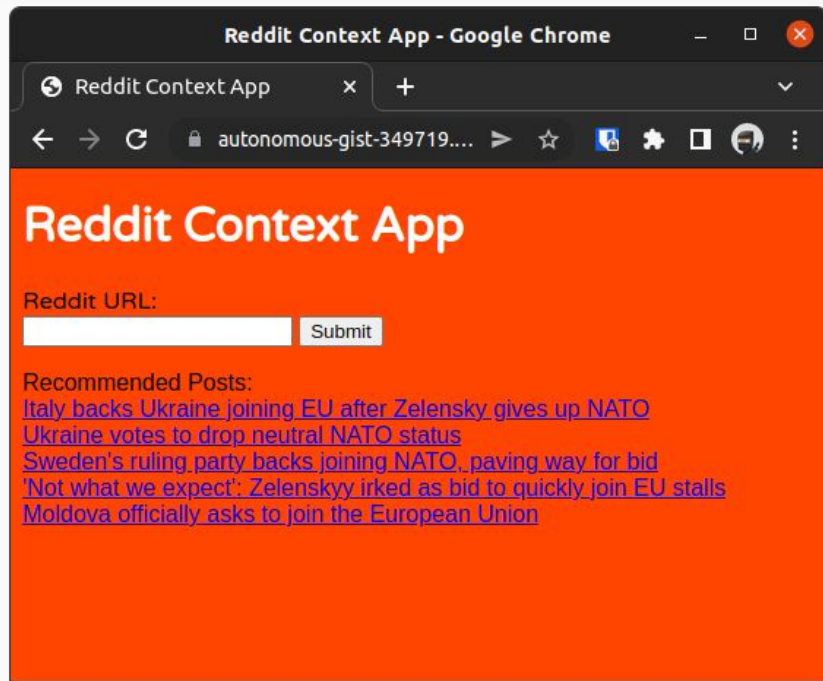 Reddit Context App - Google Chrome
Reddit Context App
autonomous-gist-349719....
Reddit Context App
Reddit URL:
Submit
Recommended Posts:
Italy backs Ukraine joining EU after Zelensky gives up NATO
Ukraine votes to drop neutral NATO status
Sweden's ruling party backs joining NATO, paving way for bid
'Not what we expect': Zelenskyy irked as bid to quickly join EU stalls
Moldova officially asks to join the European Union